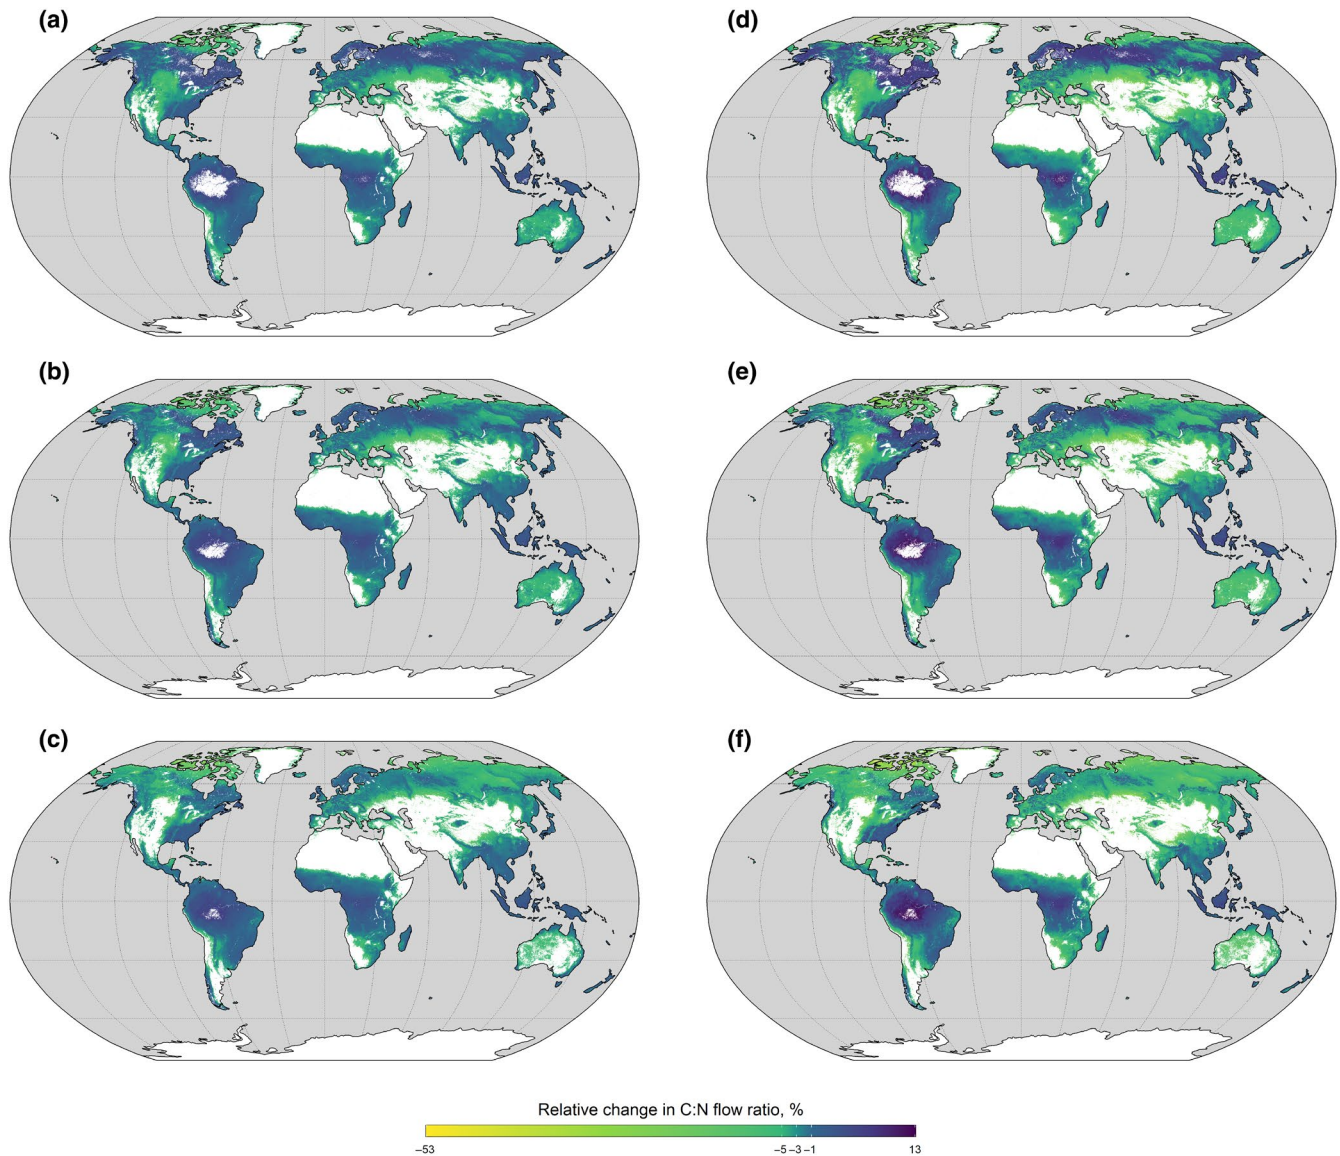 (a)
(d)
(b)
(e)
(c)
(f)
Relative change in C:N flow ratio, %
−53 −5 −3 −1 13